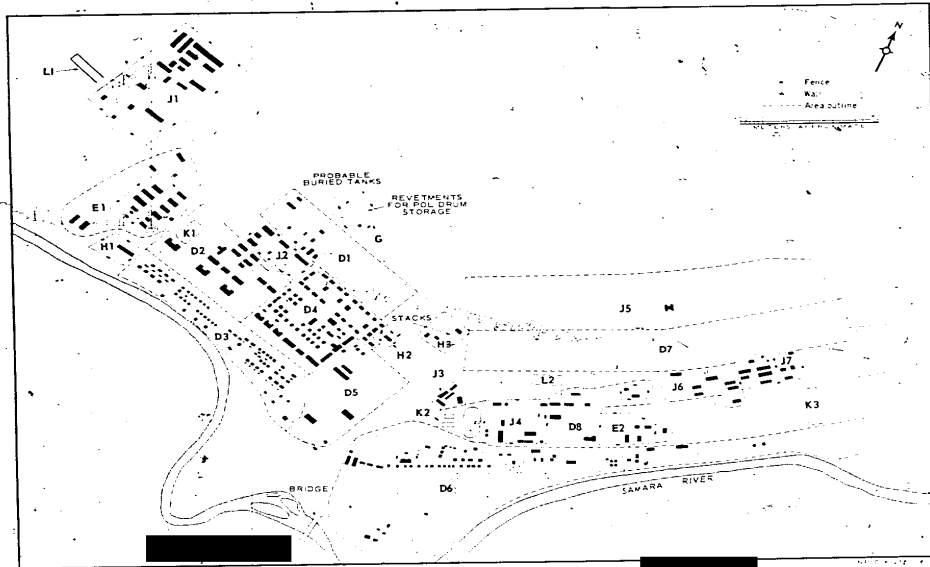 N
L1
J1
Fence
Wall
Area outline
METERS APPROXIMATE
PROBABLE
BURIED TANKS
REVETMENTS
FOR POL DRUM
STORAGE
E1
K1
G
H1
D2
J2
D1
D4
J5
STACKS
D3
H2
H3
D7
J3
J7
L2
J6
D5
K2
K3
J4
D8
E2
D6
BRIDGE
SAMARA RIVER